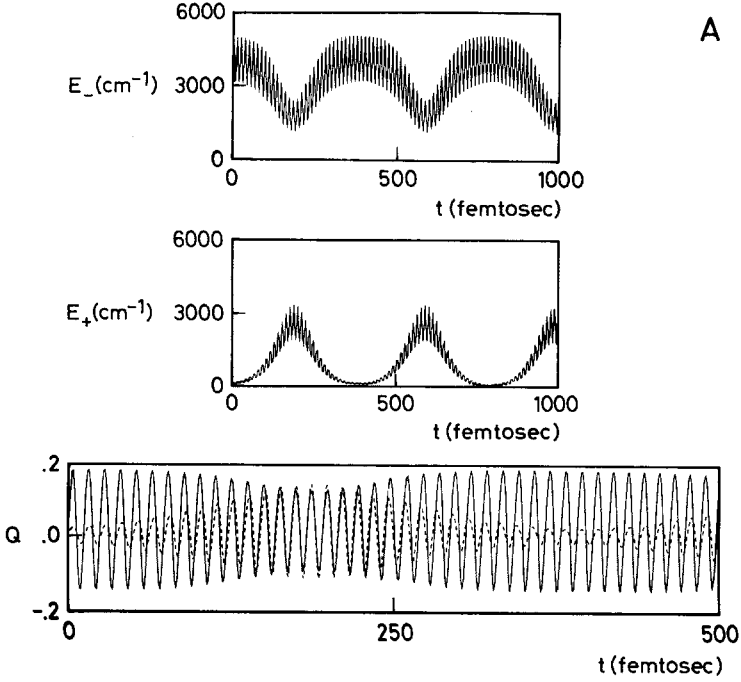 A
6000
E₋(cm⁻¹) 3000
0
0 500 1000
t (femtosec)
6000
E₊(cm⁻¹) 3000
0
0 500 1000
t (femtosec)
.2
Q .0
-.2
0 250 500
t (femtosec)